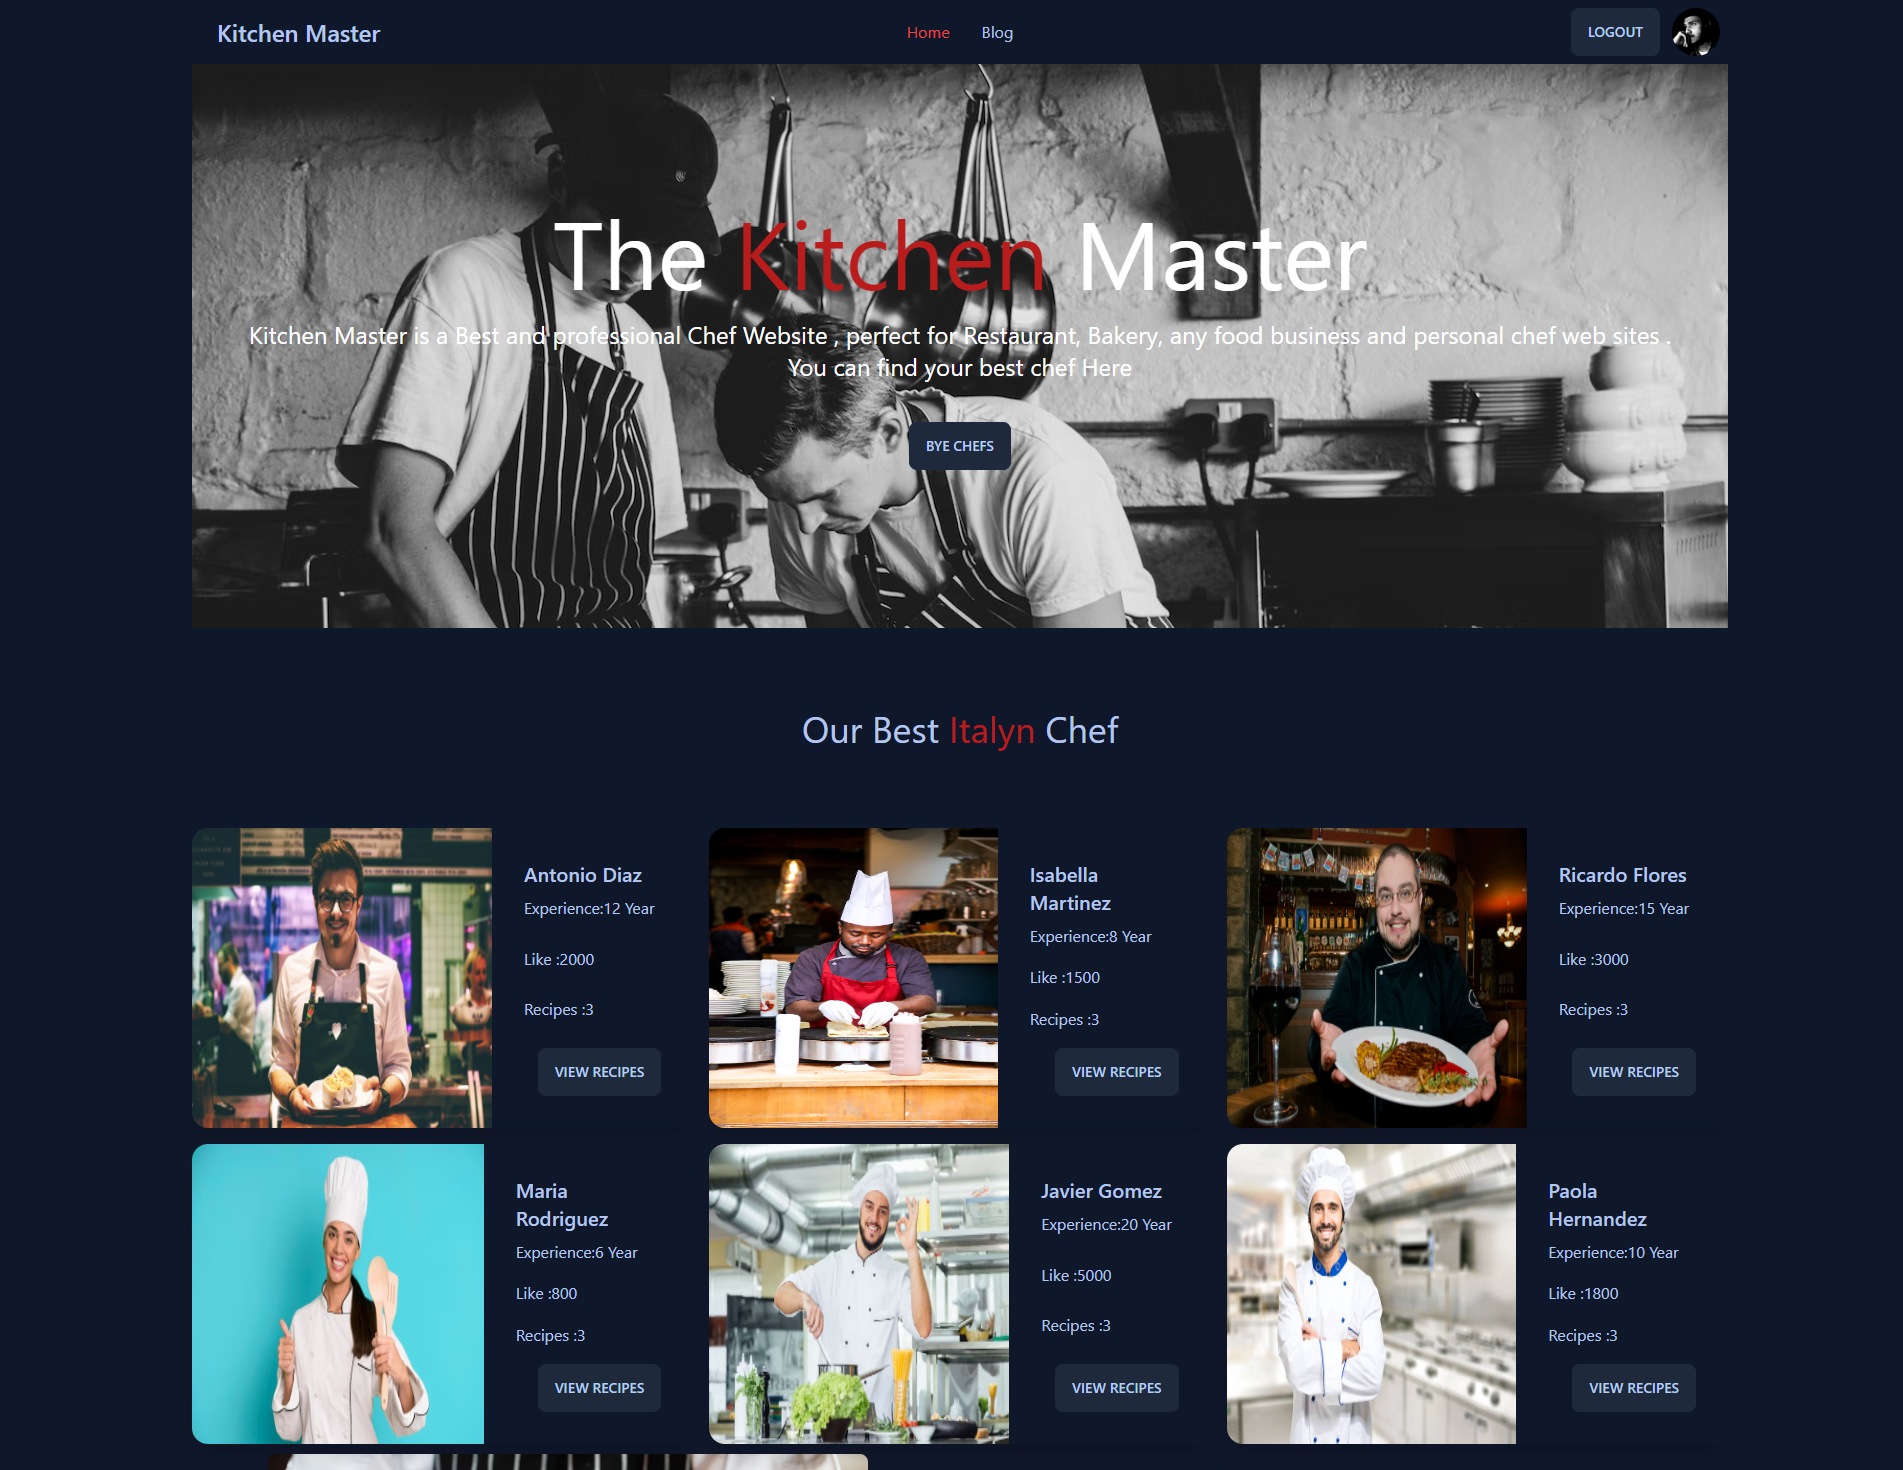 Kitchen Master
Home
Blog
LOGOUT
The Kitchen Master
Kitchen Master is a Best and professional Chef Website , perfect for Restaurant, Bakery, any food business and personal chef web sites .
You can find your best chef Here
BYE CHEFS
Our Best Italyn Chef
Antonio Diaz
Experience:12 Year
Like :2000
Recipes :3
VIEW RECIPES
Isabella
Martinez
Experience:8 Year
Like :1500
Recipes :3
VIEW RECIPES
Ricardo Flores
Experience:15 Year
Like :3000
Recipes :3
VIEW RECIPES
Maria
Rodriguez
Experience:6 Year
Like :800
Recipes :3
VIEW RECIPES
Javier Gomez
Experience:20 Year
Like :5000
Recipes :3
VIEW RECIPES
Paola
Hernandez
Experience:10 Year
Like :1800
Recipes :3
VIEW RECIPES